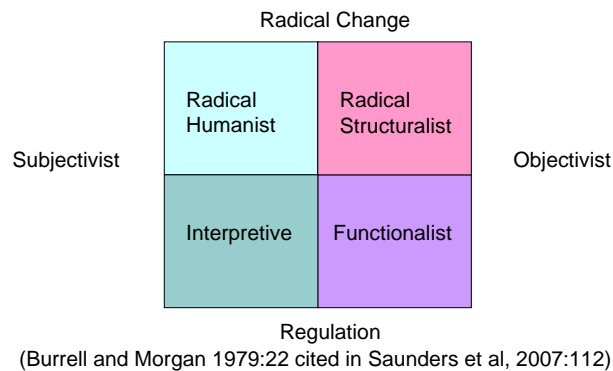 Radical Change
Radical
Humanist
Radical
Structuralist
Subjectivist
Objectivist
Interpretive
Functionalist
Regulation
(Burrell and Morgan 1979:22 cited in Saunders et al, 2007:112)